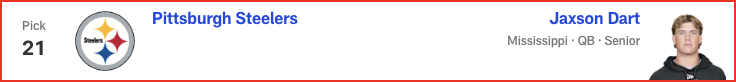 Pick
21
Steelers
Pittsburgh Steelers
Jaxson Dart
Mississippi · QB · Senior